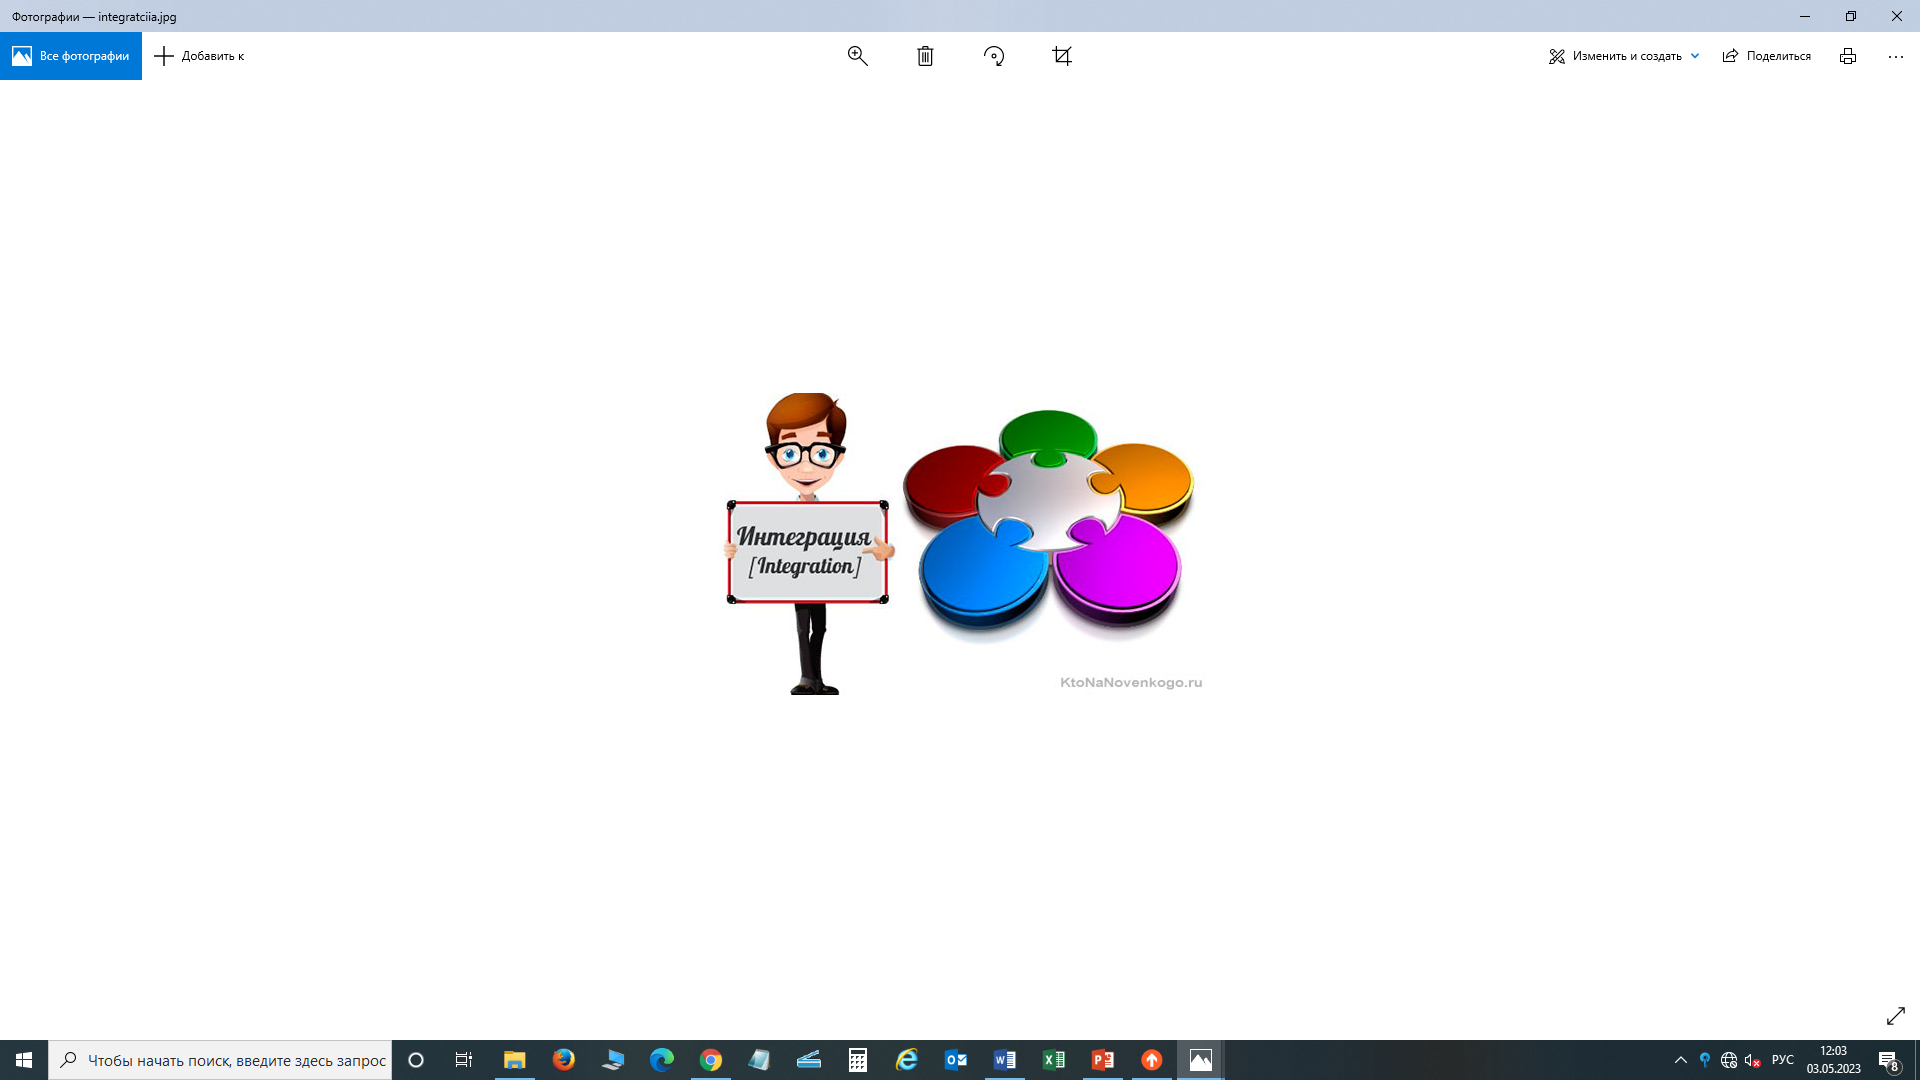 Фотографии — integratciia.jpg
Все фотографии
Добавить к
Изменить и создать
Поделиться
Интеграция
[Integration]
KtoNaNovenkogo.ru
Чтобы начать поиск, введите здесь запрос
РУС
12:03
03.05.2023
8